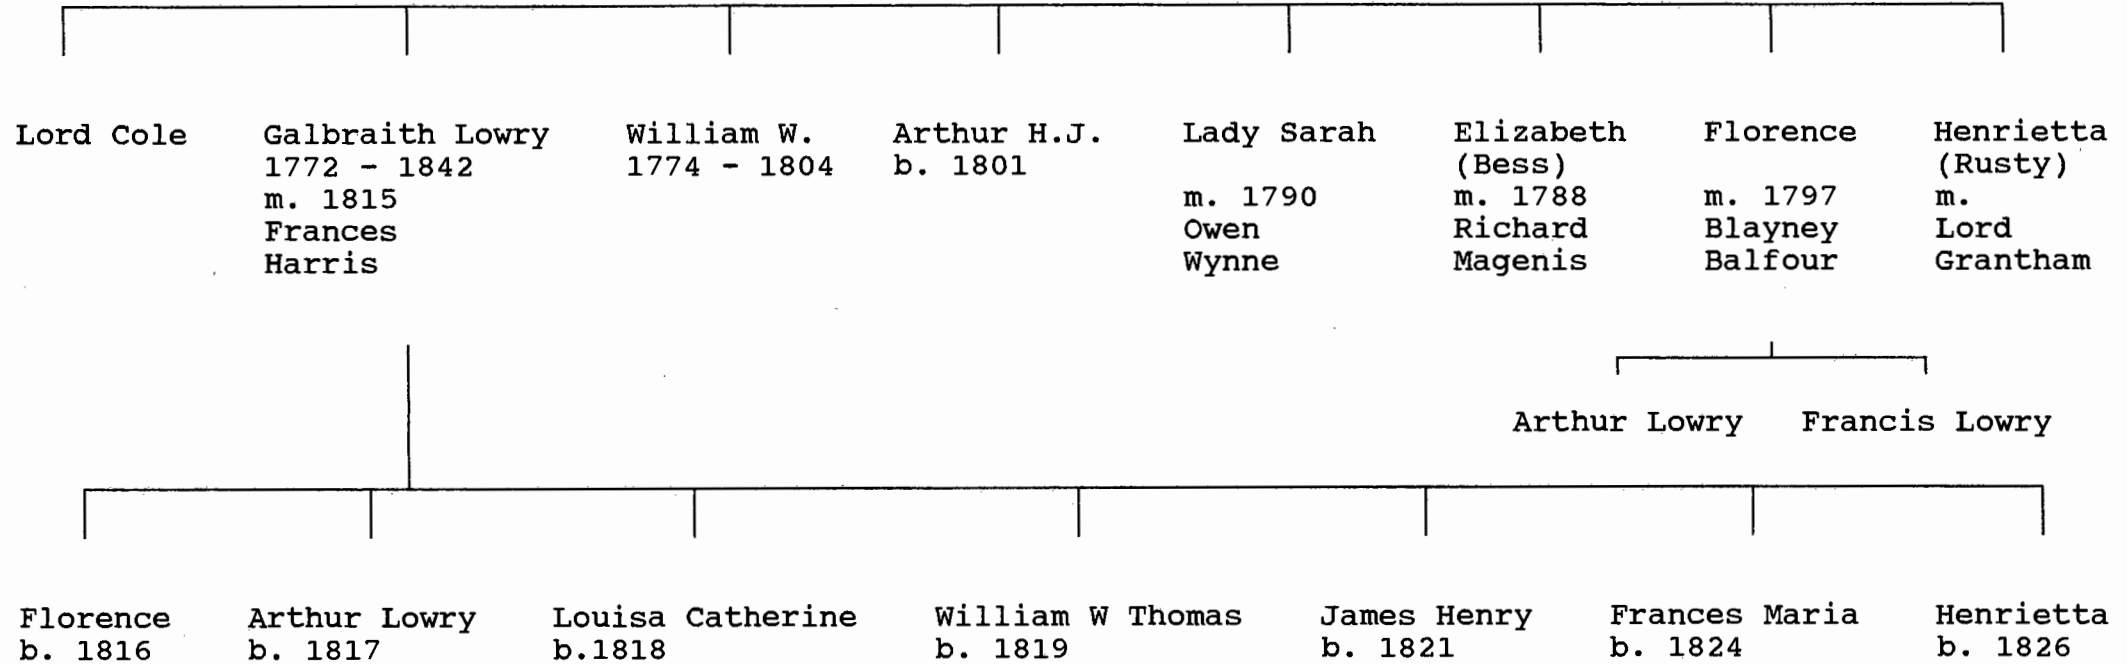 Lord Cole
Galbraith Lowry
1772 - 1842
m. 1815
Frances
Harris
William W.
1774 - 1804
Arthur H.J.
b. 1801
Lady Sarah
m. 1790
Owen
Wynne
Elizabeth
(Bess)
m. 1788
Richard
Magenis
Florence
m. 1797
Blayney
Balfour
Henrietta
(Rusty)
m.
Lord
Grantham
Arthur Lowry
Francis Lowry
Florence
b. 1816
Arthur Lowry
b. 1817
Louisa Catherine
b.1818
William W Thomas
b. 1819
James Henry
b. 1821
Frances Maria
b. 1824
Henrietta
b. 1826